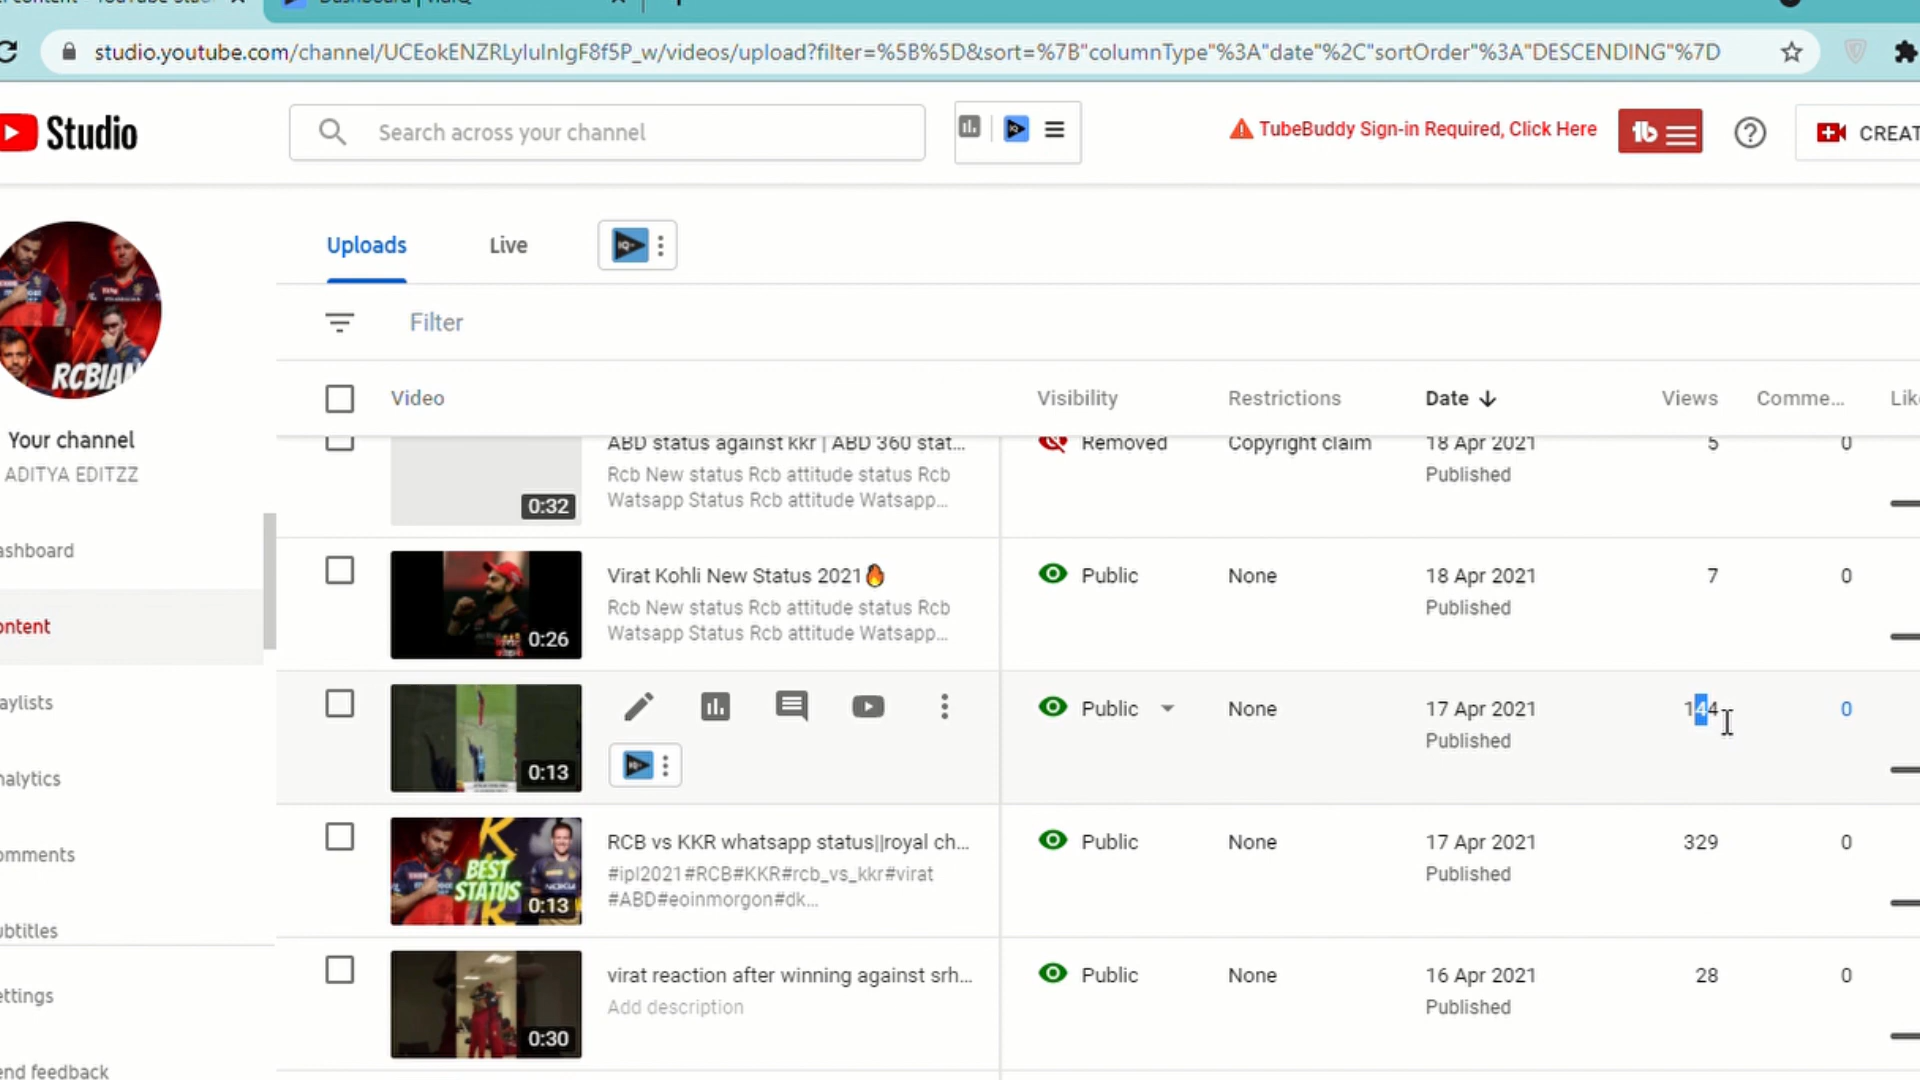 studio.youtube.com/channel/UCEokENZRLyIuInIgF8f5P_w/videos/upload?filter=%5B%5D&sort=%7B"columnType"%3A"date"%2C"sortOrder"%3A"DESCENDING"%7D
Studio
Search across your channel
TubeBuddy Sign-in Required, Click Here
CREAT
Uploads
Live
Filter
RCBIAN
Your channel
ADITYA EDITZZ
ashboard
ontent
aylists
nalytics
omments
ubtitles
ettings
end feedback
Video
Visibility
Restrictions
Date
Views
Comme...
Lik
ABD status against kkr | ABD 360 stat...
Removed
Copyright claim
18 Apr 2021
5
0
Rcb New status Rcb attitude status Rcb
Published
Watsapp Status Rcb attitude Watsapp...
0:32
Virat Kohli New Status 2021🔥
Public
None
18 Apr 2021
7
0
Rcb New status Rcb attitude status Rcb
Published
Watsapp Status Rcb attitude Watsapp...
0:26
Public
None
17 Apr 2021
144
0
Published
0:13
RCB vs KKR whatsapp status||royal ch...
Public
None
17 Apr 2021
329
0
#ipl2021#RCB#KKR#rcb_vs_kkr#virat
Published
#ABD#eoinmorgon#dk...
BEST
STATUS
0:13
virat reaction after winning against srh...
Public
None
16 Apr 2021
28
0
Add description
Published
0:30